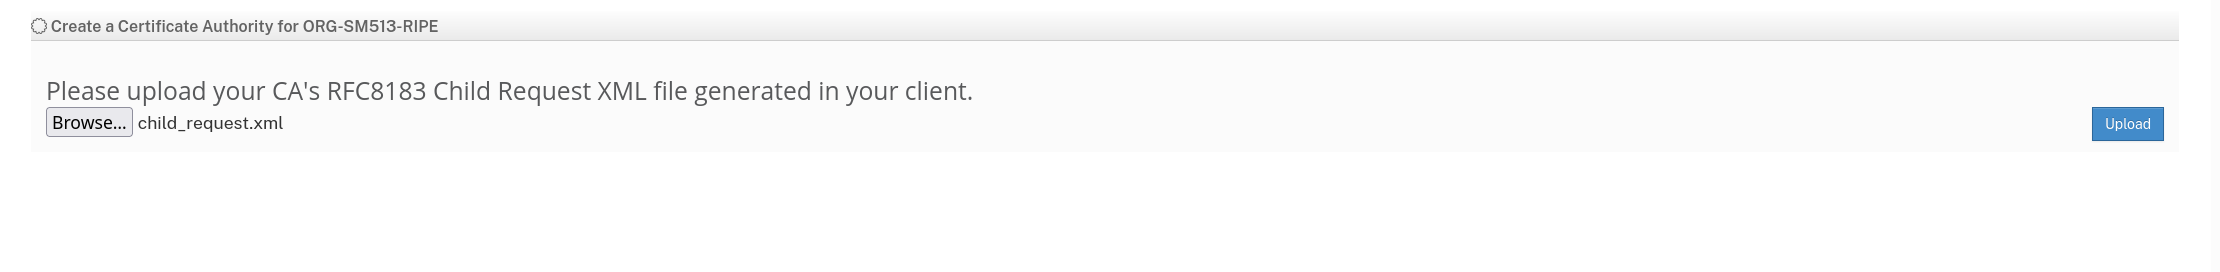 Create a Certificate Authority for ORG-SM513-RIPE
Please upload your CA's RFC8183 Child Request XML file generated in your client.
Browse... child_request.xml
Upload